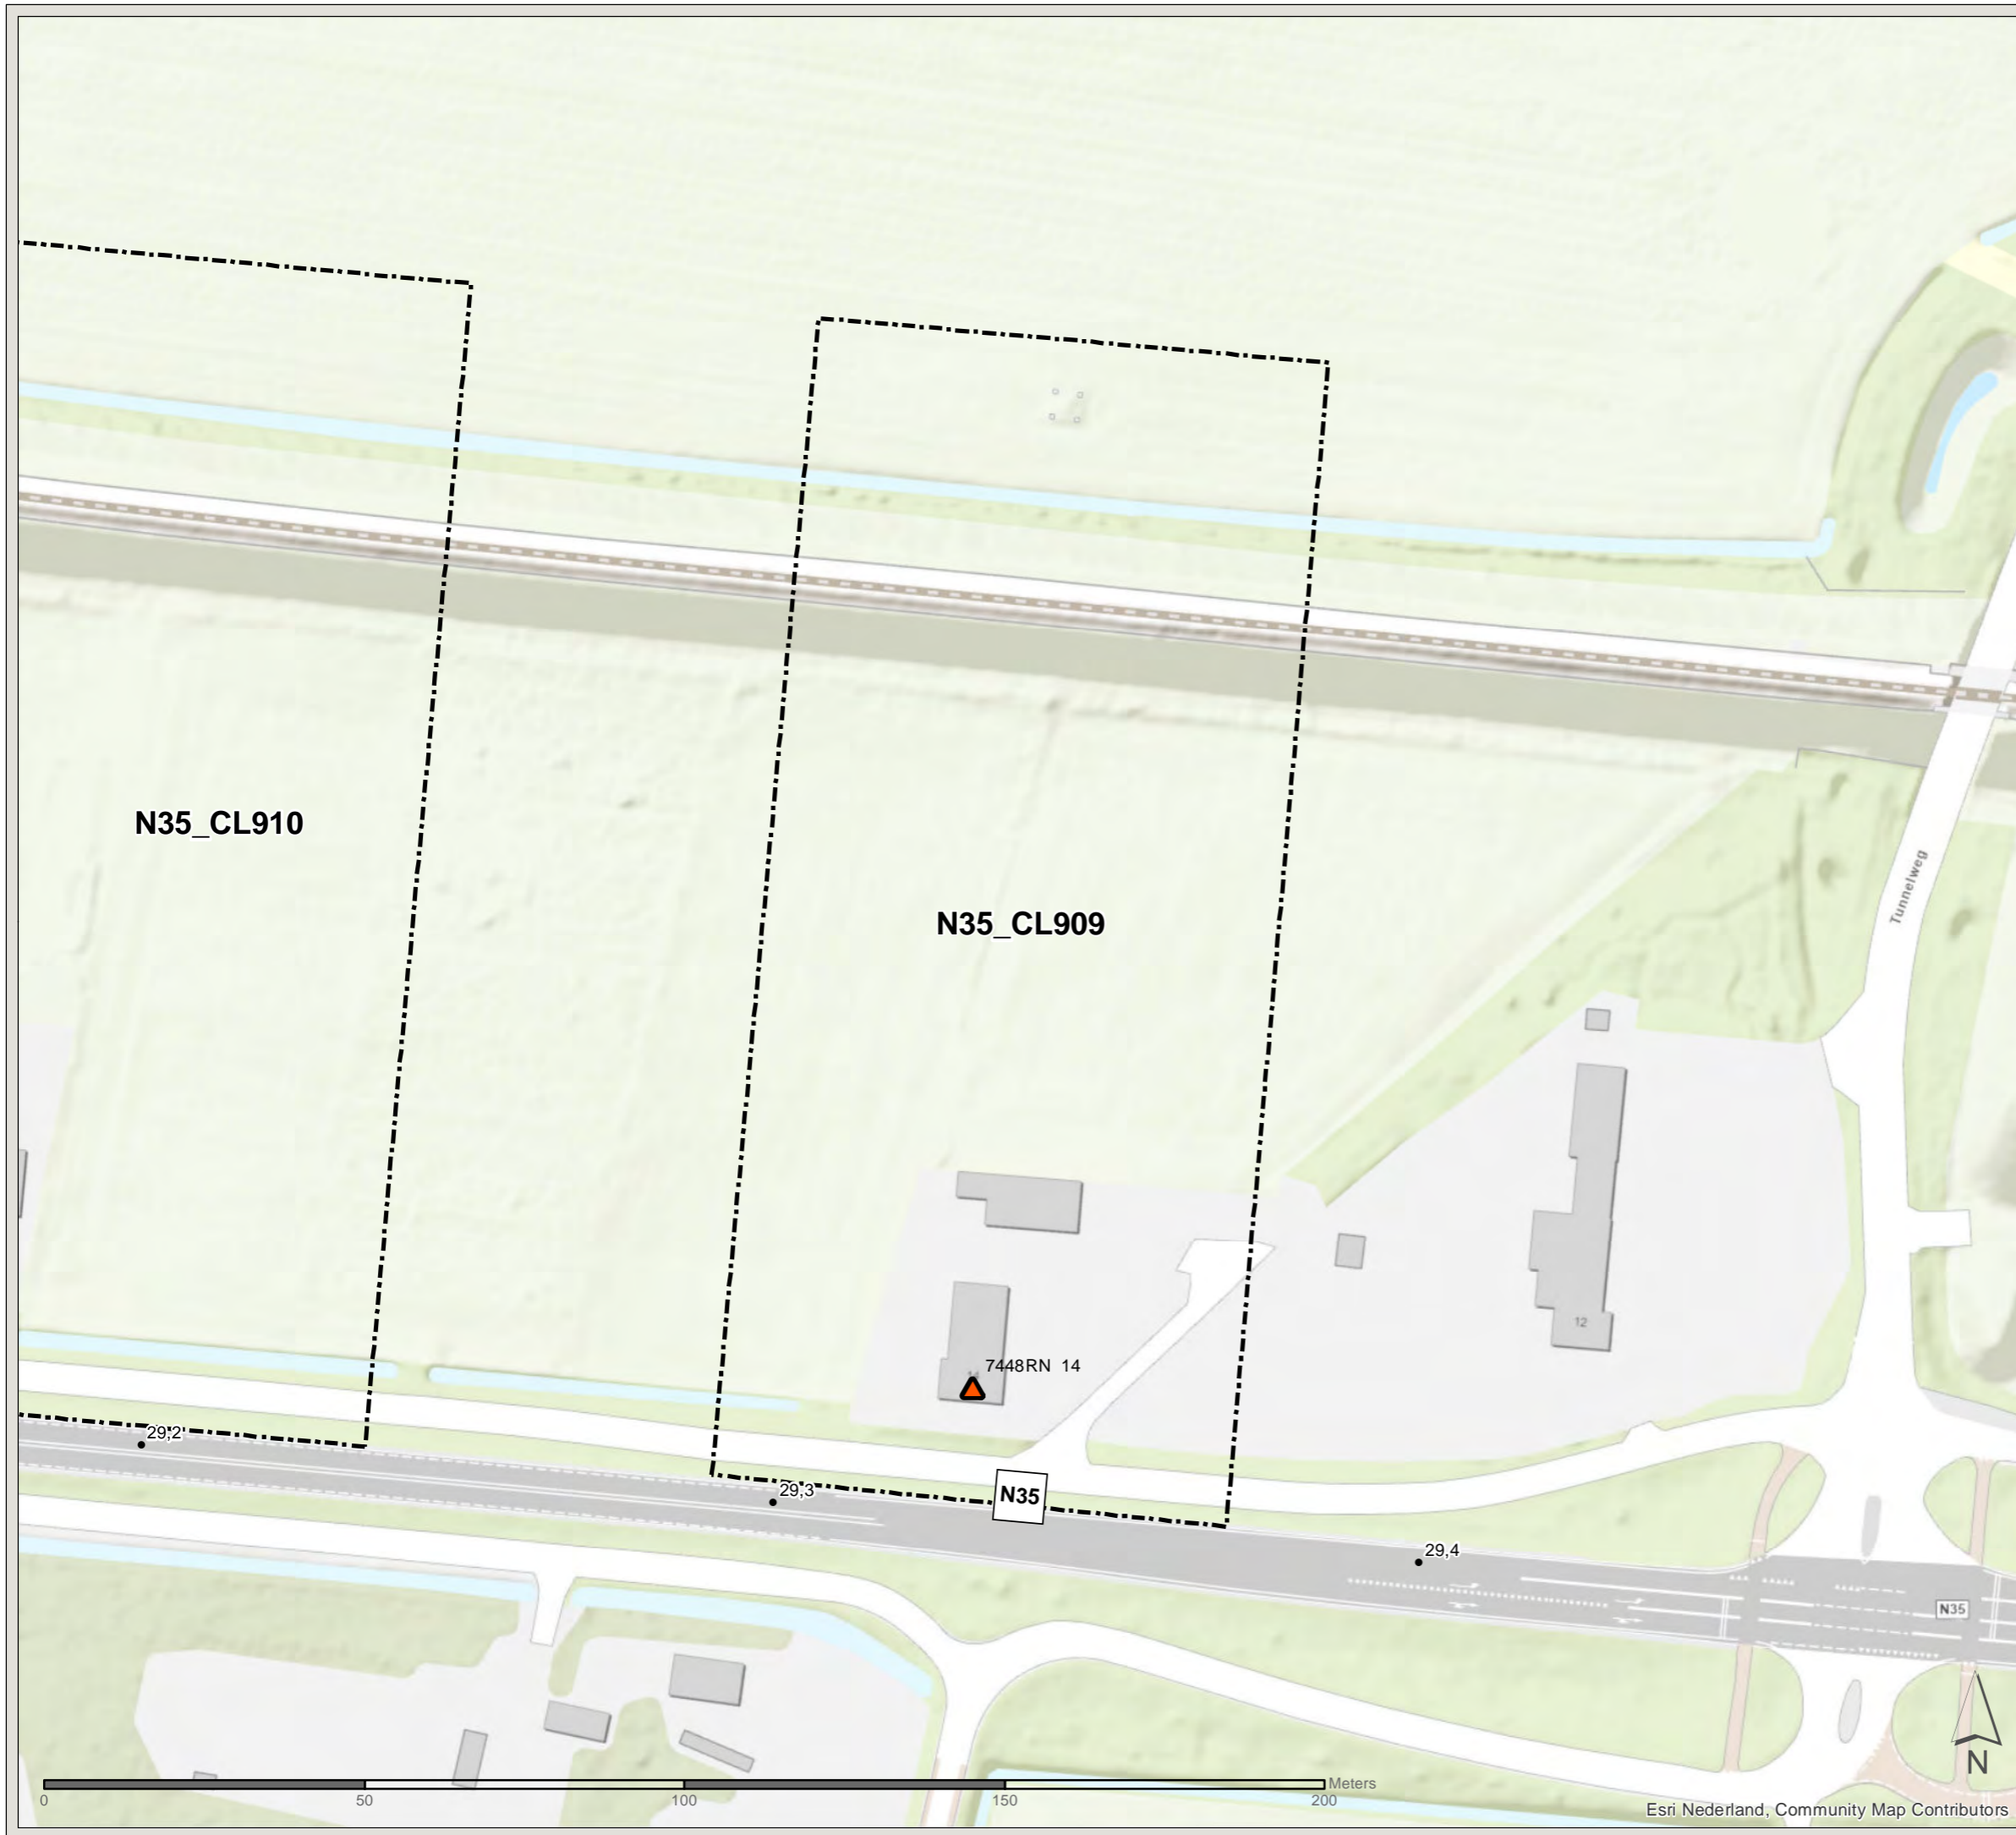 N35_CL910
N35_CL909
Tunnelweg
12
7448RN 14
29,2
29,3
N35
29,4
N35
N
Meters
0
50
100
150
200
Esri Nederland, Community Map Contributors